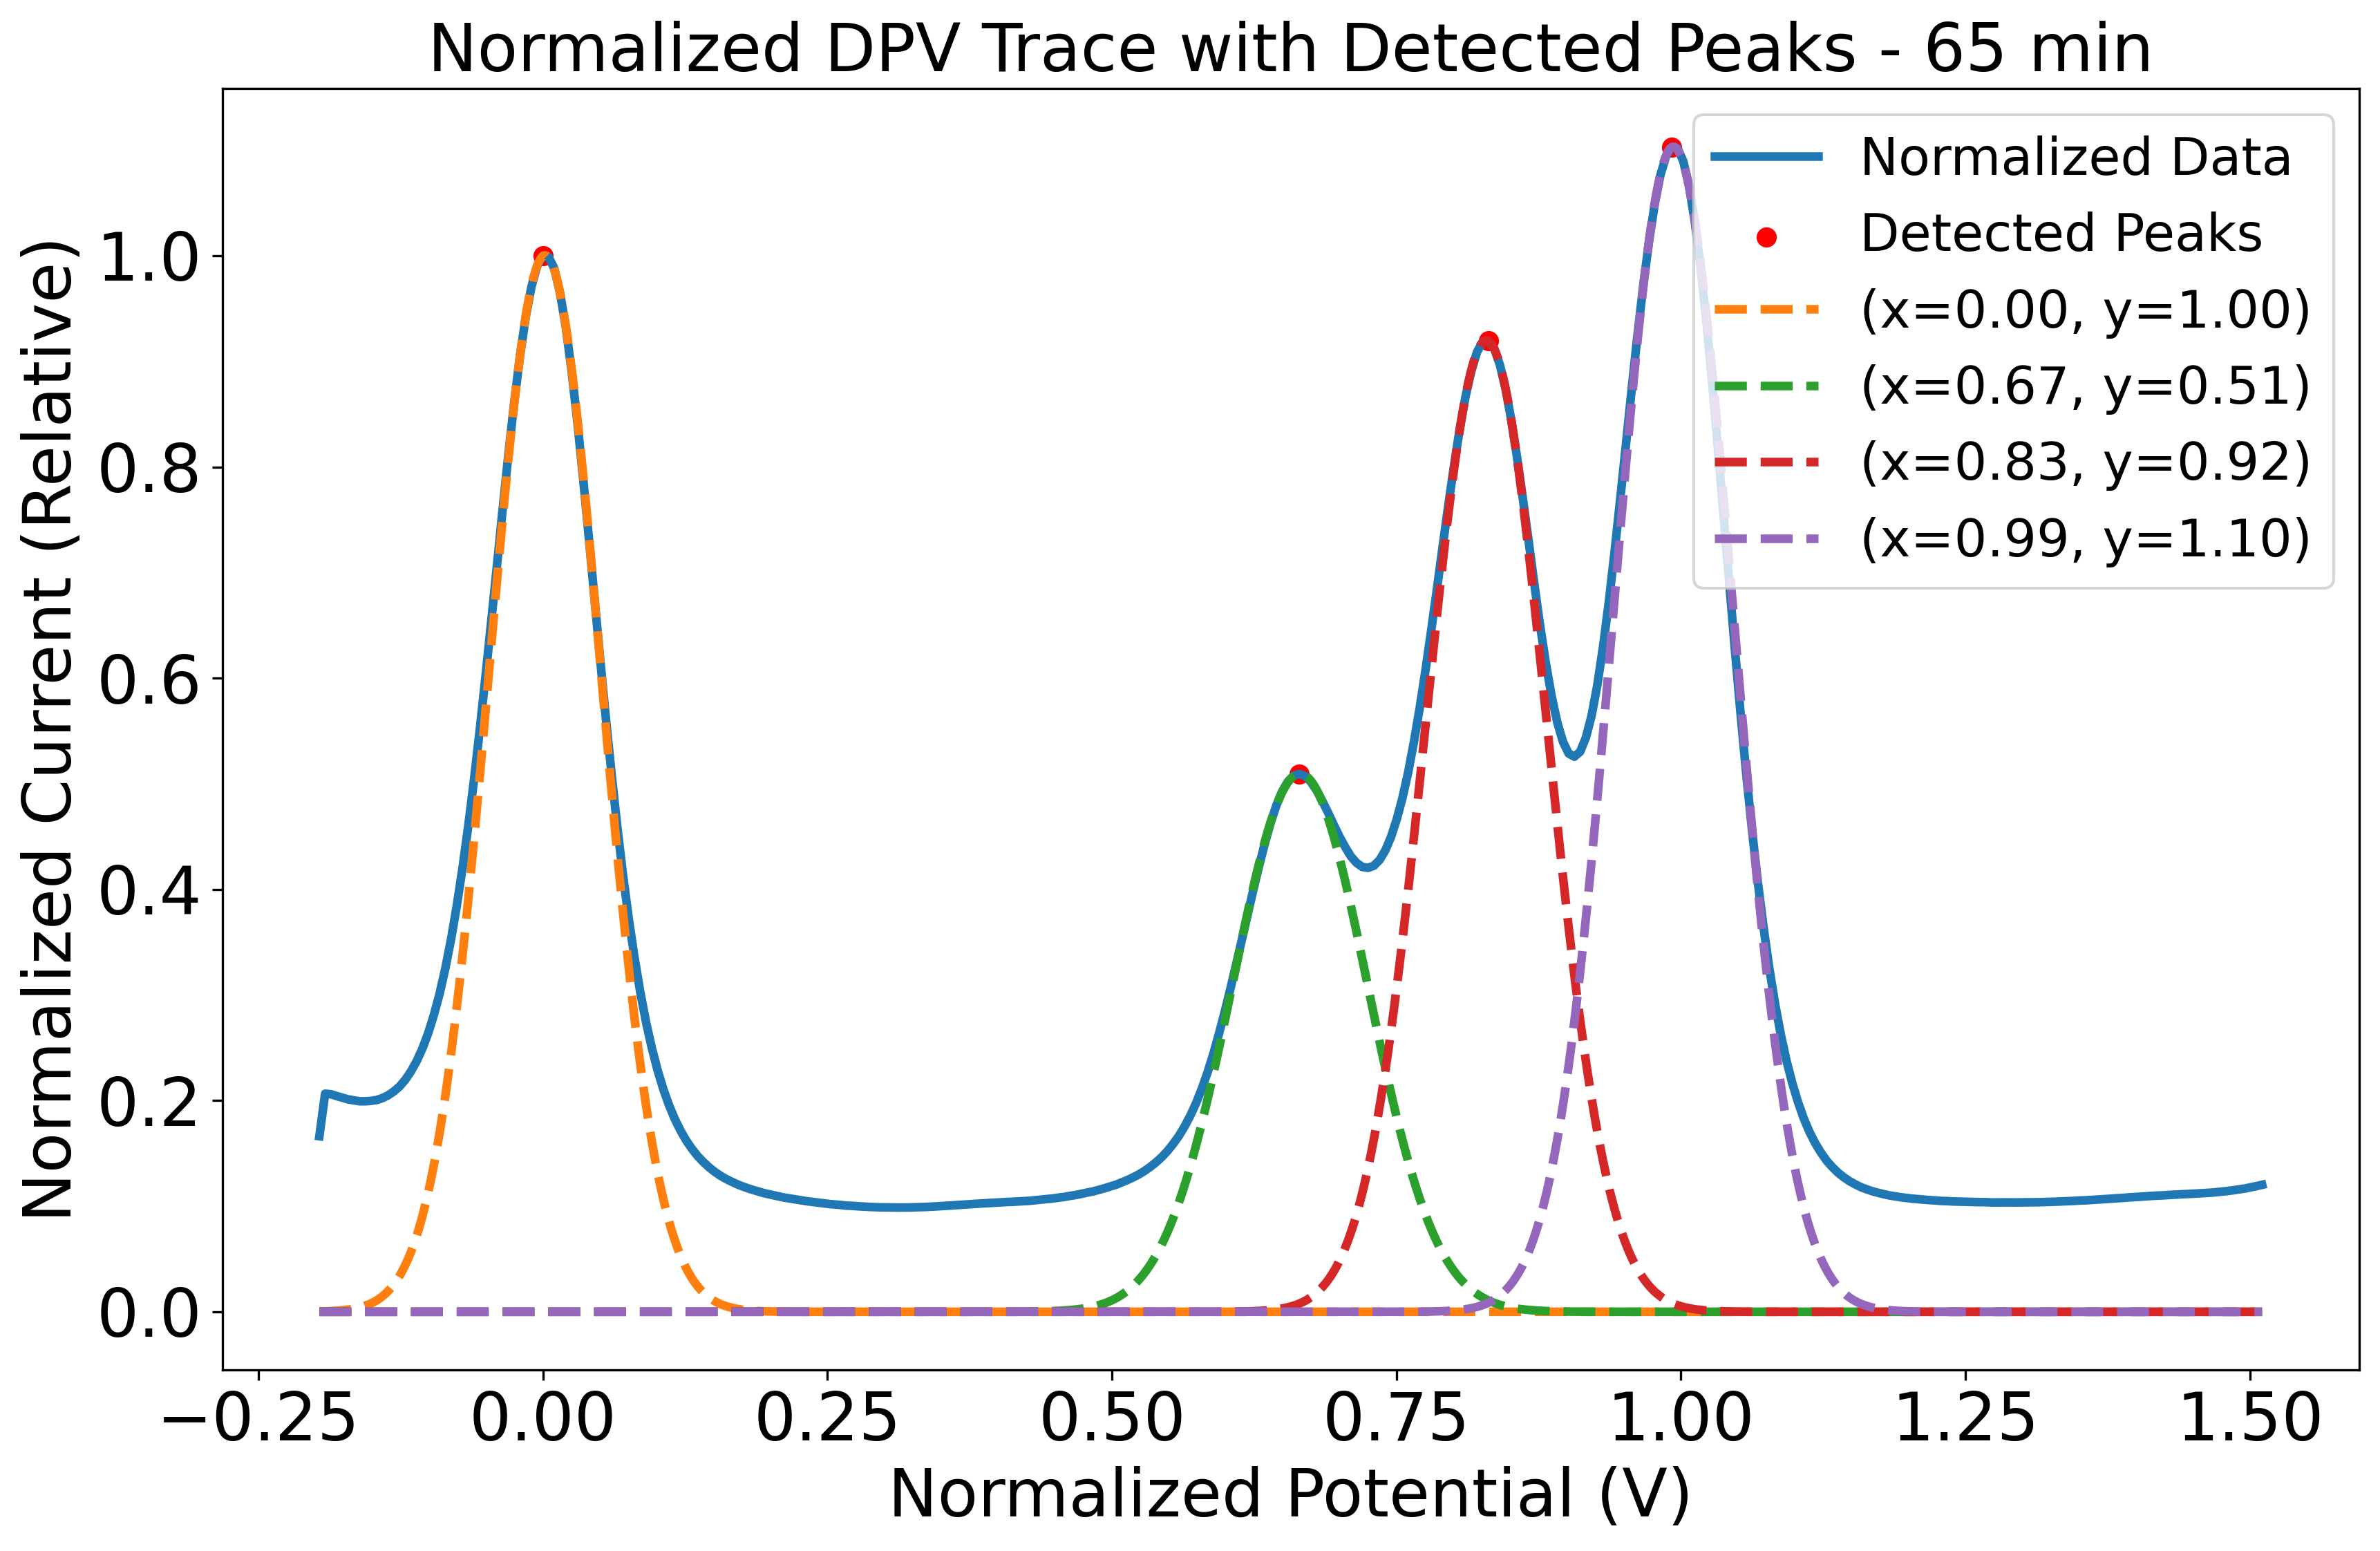 Normalized DPV Trace with Detected Peaks - 65 min
Normalized Current (Relative)
1.0
0.8
0.6
0.4
0.2
0.0
Normalized Data
Detected Peaks
(x=0.00, y=1.00)
(x=0.67, y=0.51)
(x=0.83, y=0.92)
(x=0.99, y=1.10)
−0.25 0.00 0.25 0.50 0.75 1.00 1.25 1.50
Normalized Potential (V)